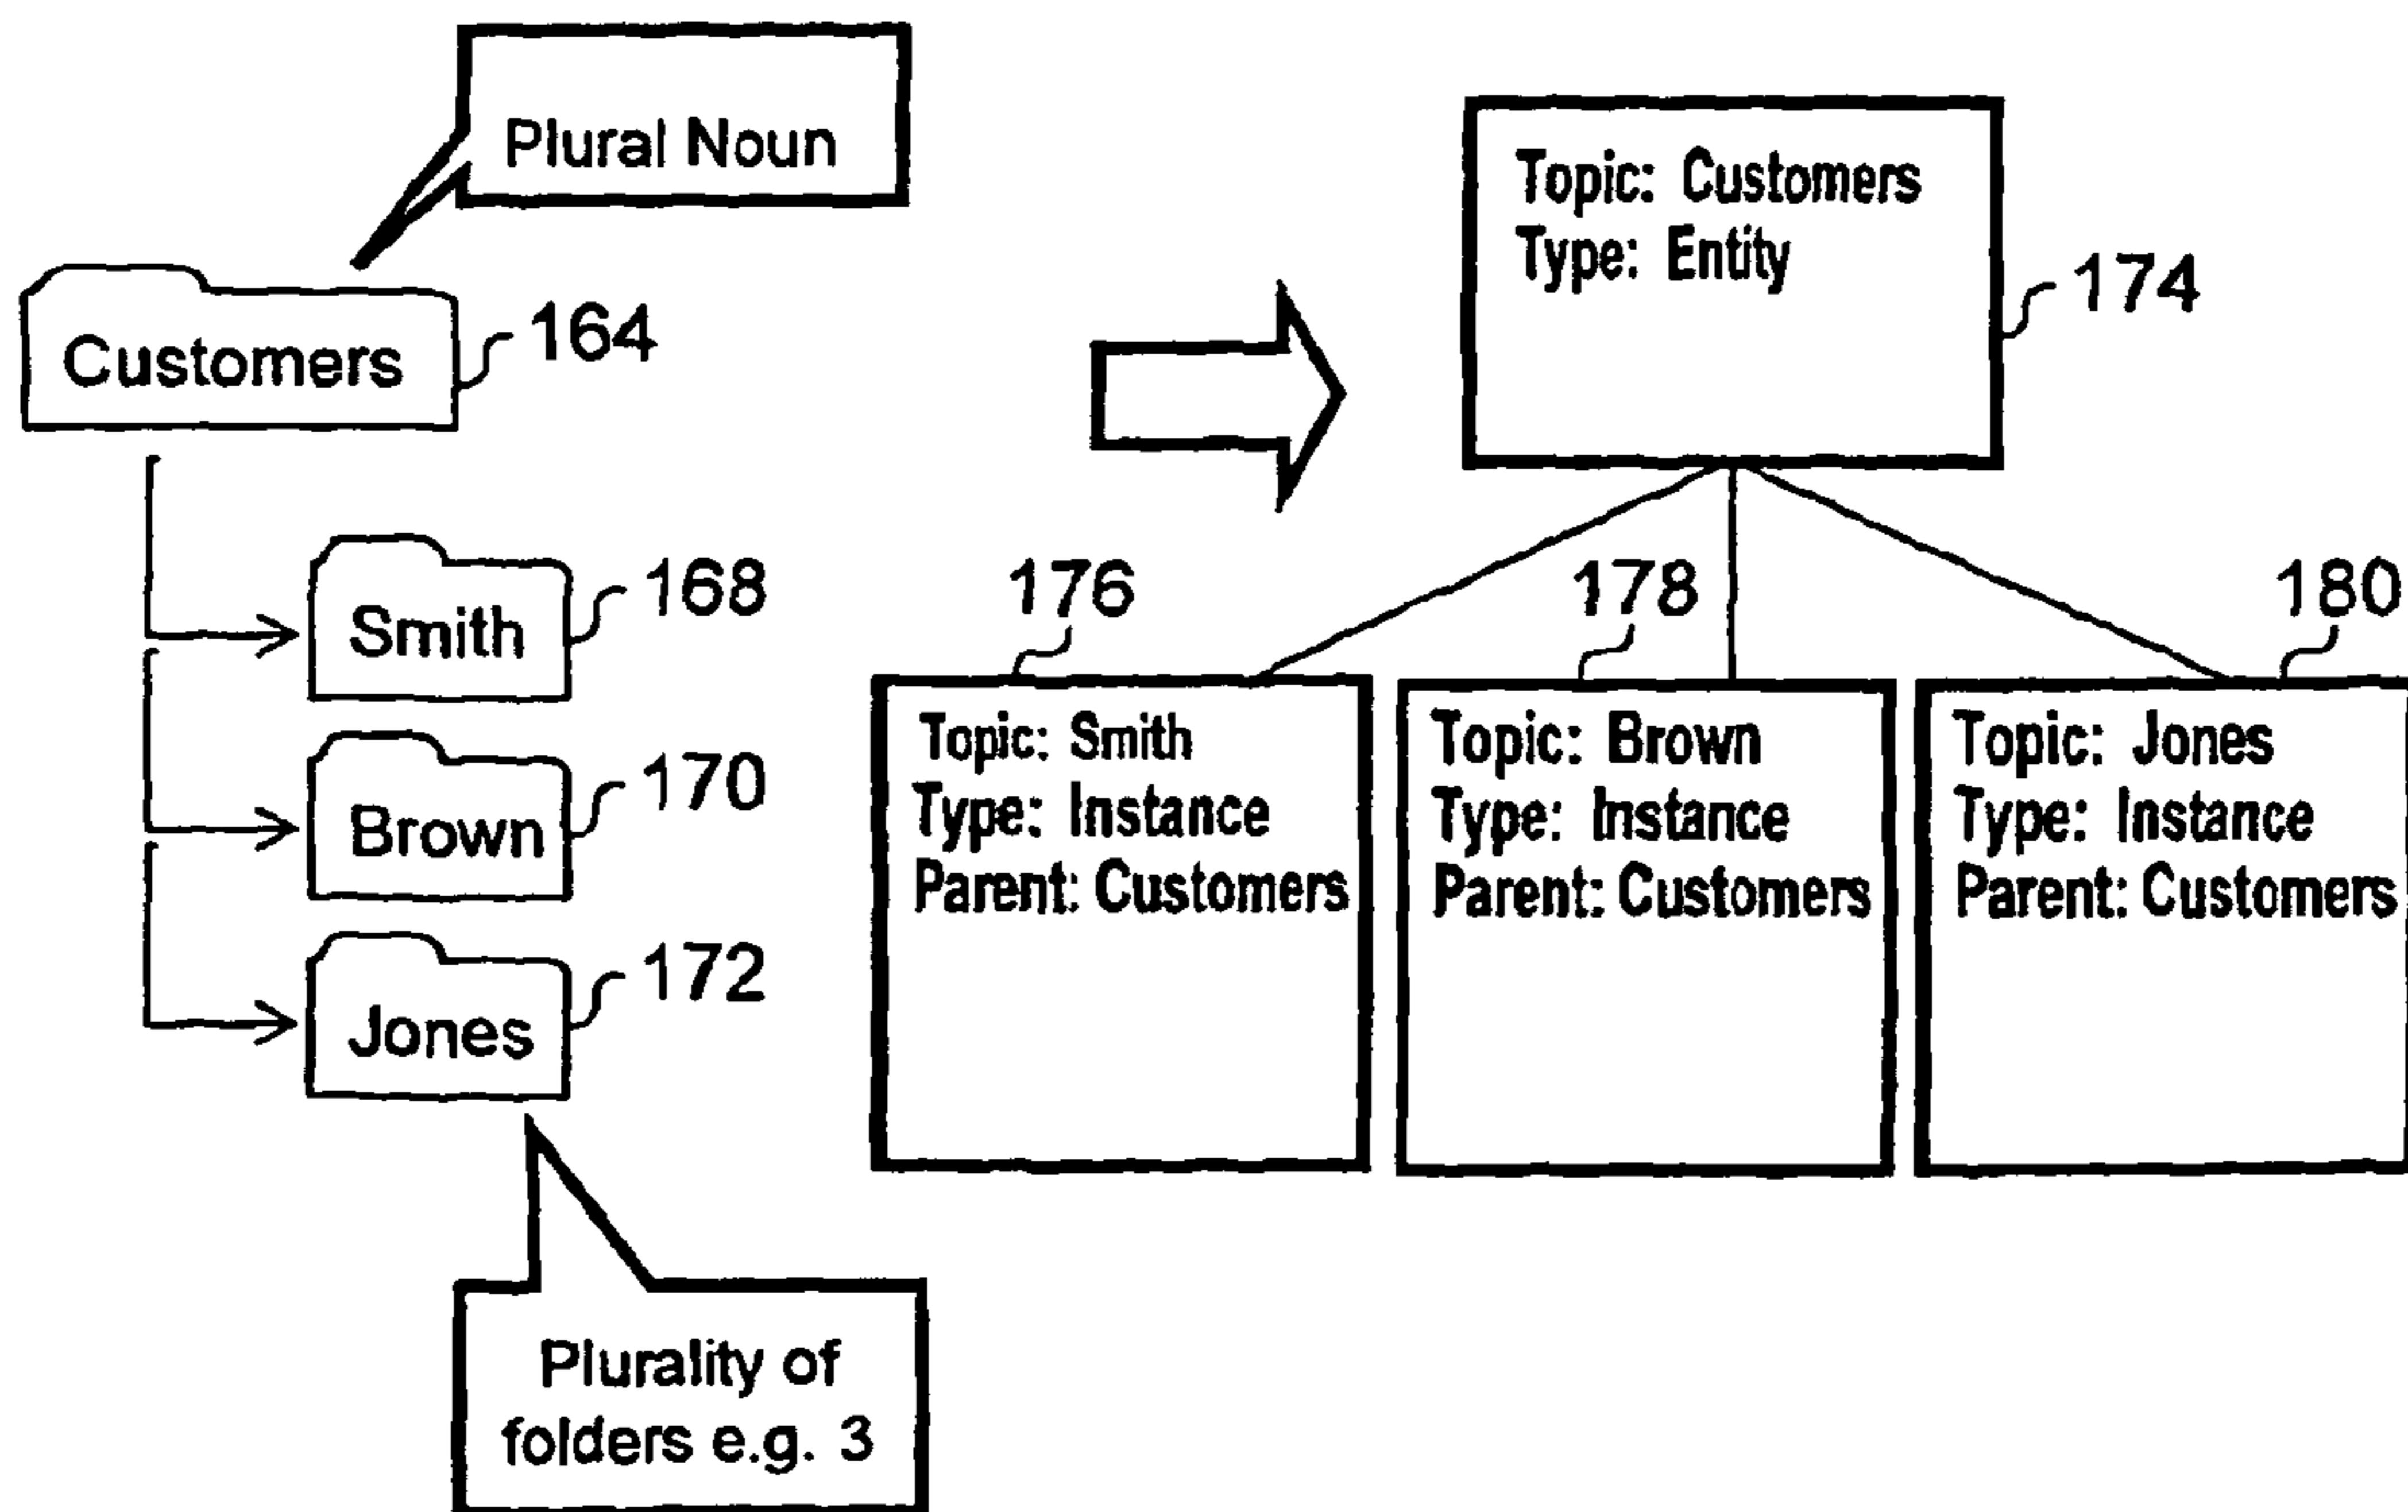 Plural Noun
Customers
164
Smith
168
Brown
170
Jones
172
Plurality of
folders e.g. 3
Topic: Customers
Type: Entity
174
176
Topic: Smith
Type: Instance
Parent: Customers
178
Topic: Brown
Type: Instance
Parent: Customers
180
Topic: Jones
Type: Instance
Parent: Customers